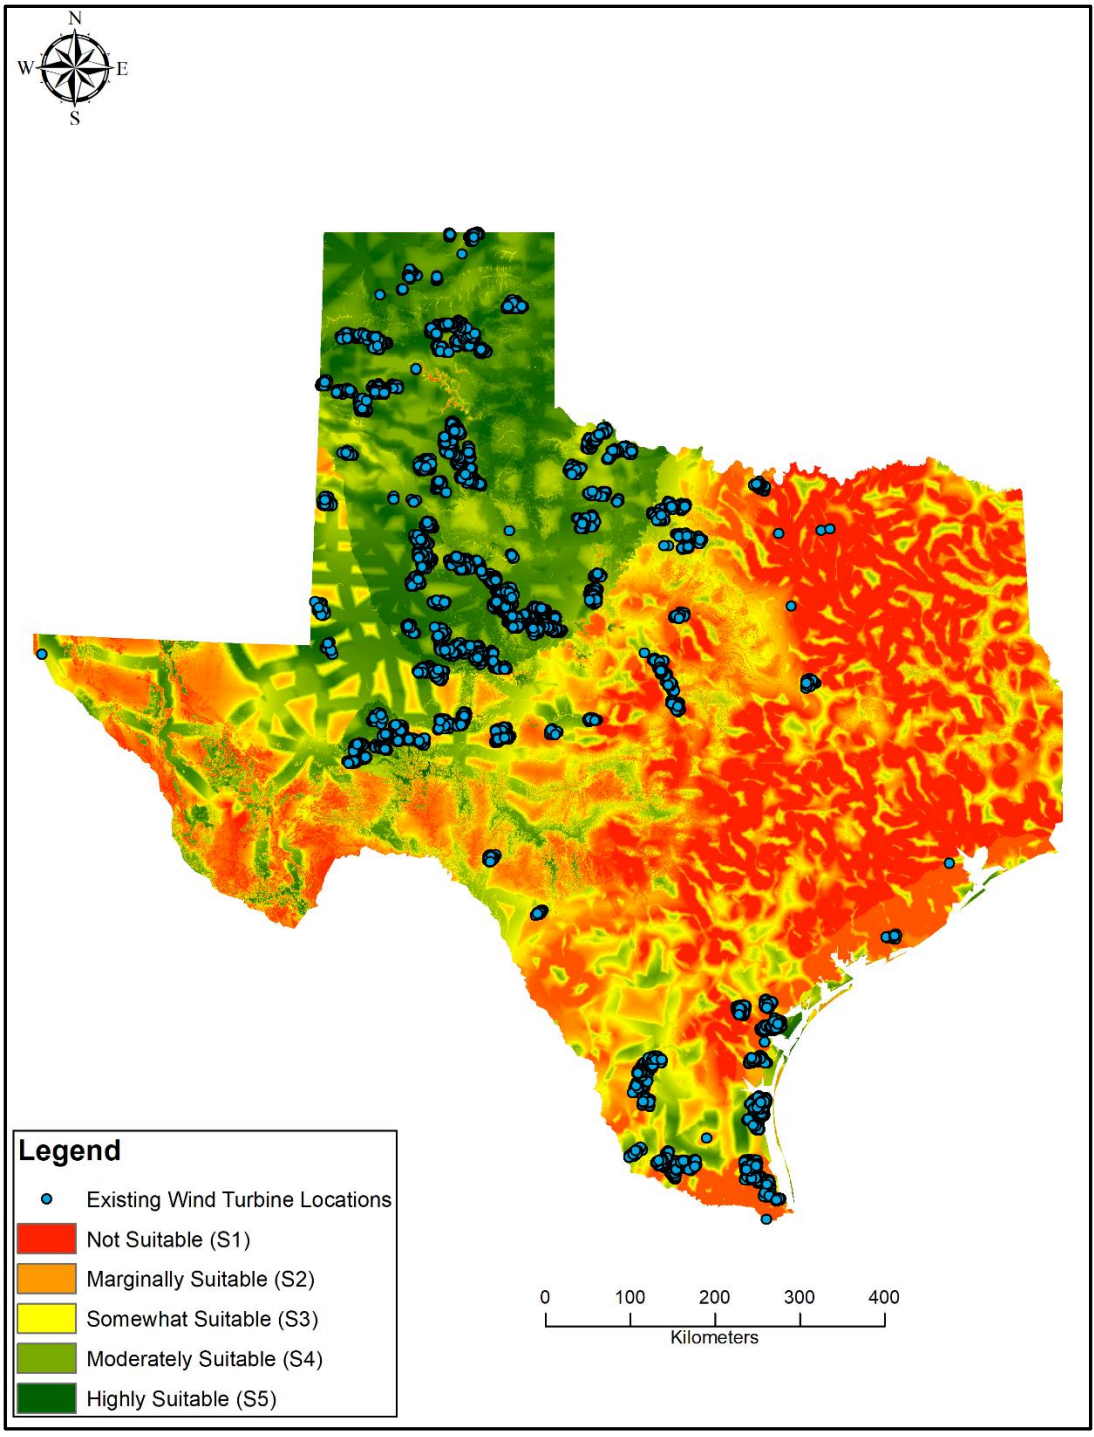 N
W E
S
Legend
Existing Wind Turbine Locations
Not Suitable (S1)
Marginally Suitable (S2)
Somewhat Suitable (S3)
Moderately Suitable (S4)
Highly Suitable (S5)
0 100 200 300 400
Kilometers